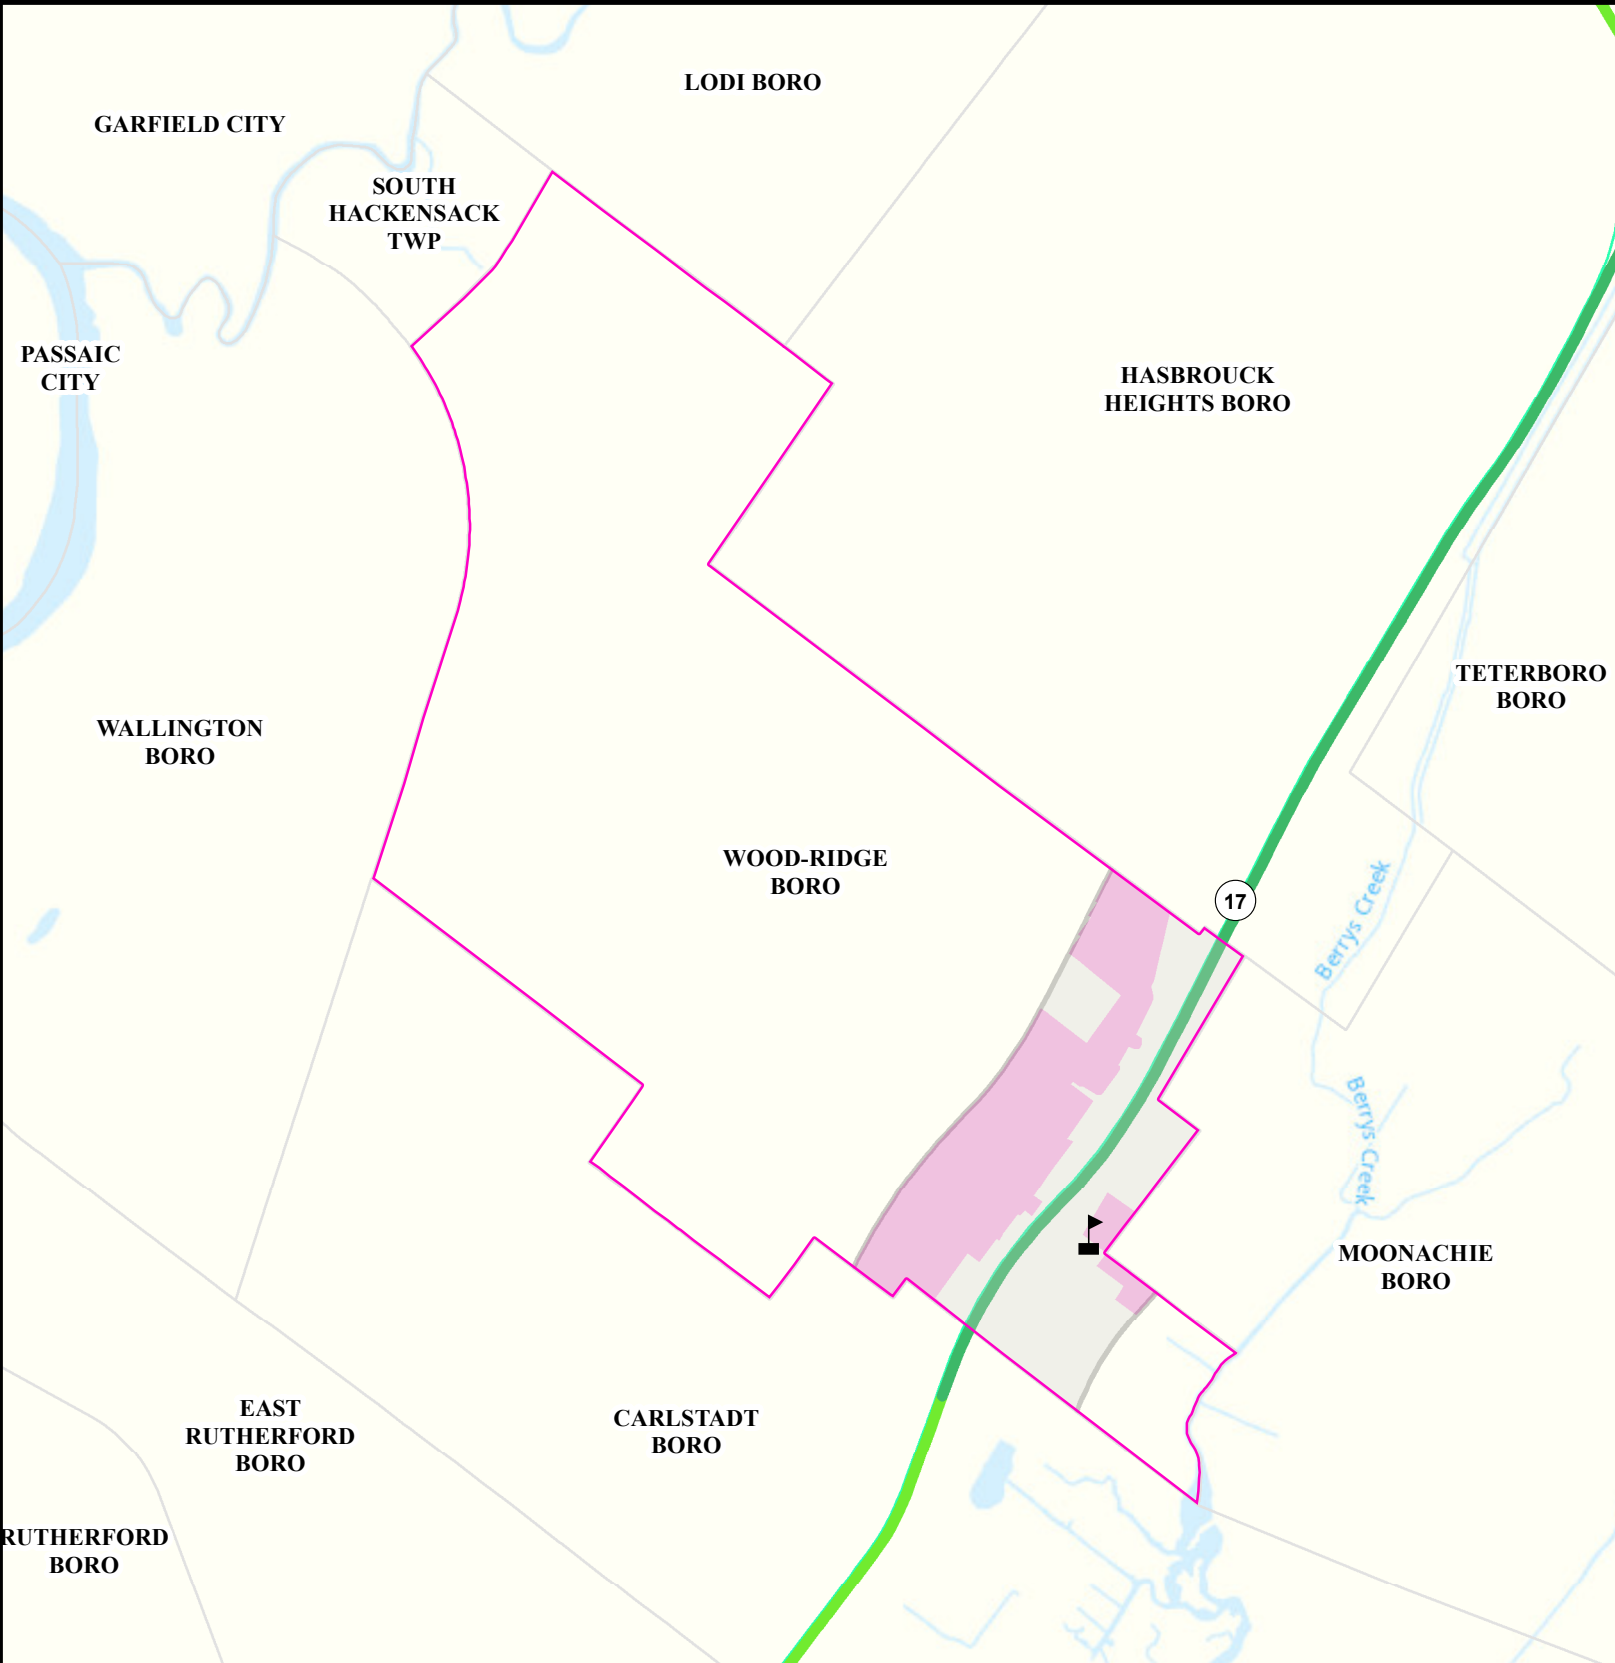 LODI BORO
GARFIELD CITY
SOUTH
HACKENSACK
TWP
PASSAIC
CITY
HASBROUCK
HEIGHTS BORO
TETERBORO
BORO
WALLINGTON
BORO
WOOD-RIDGE
BORO
17
Berrys Creek
Berrys Creek
MOONACHIE
BORO
EAST
RUTHERFORD
BORO
CARLSTADT
BORO
RUTHERFORD
BORO